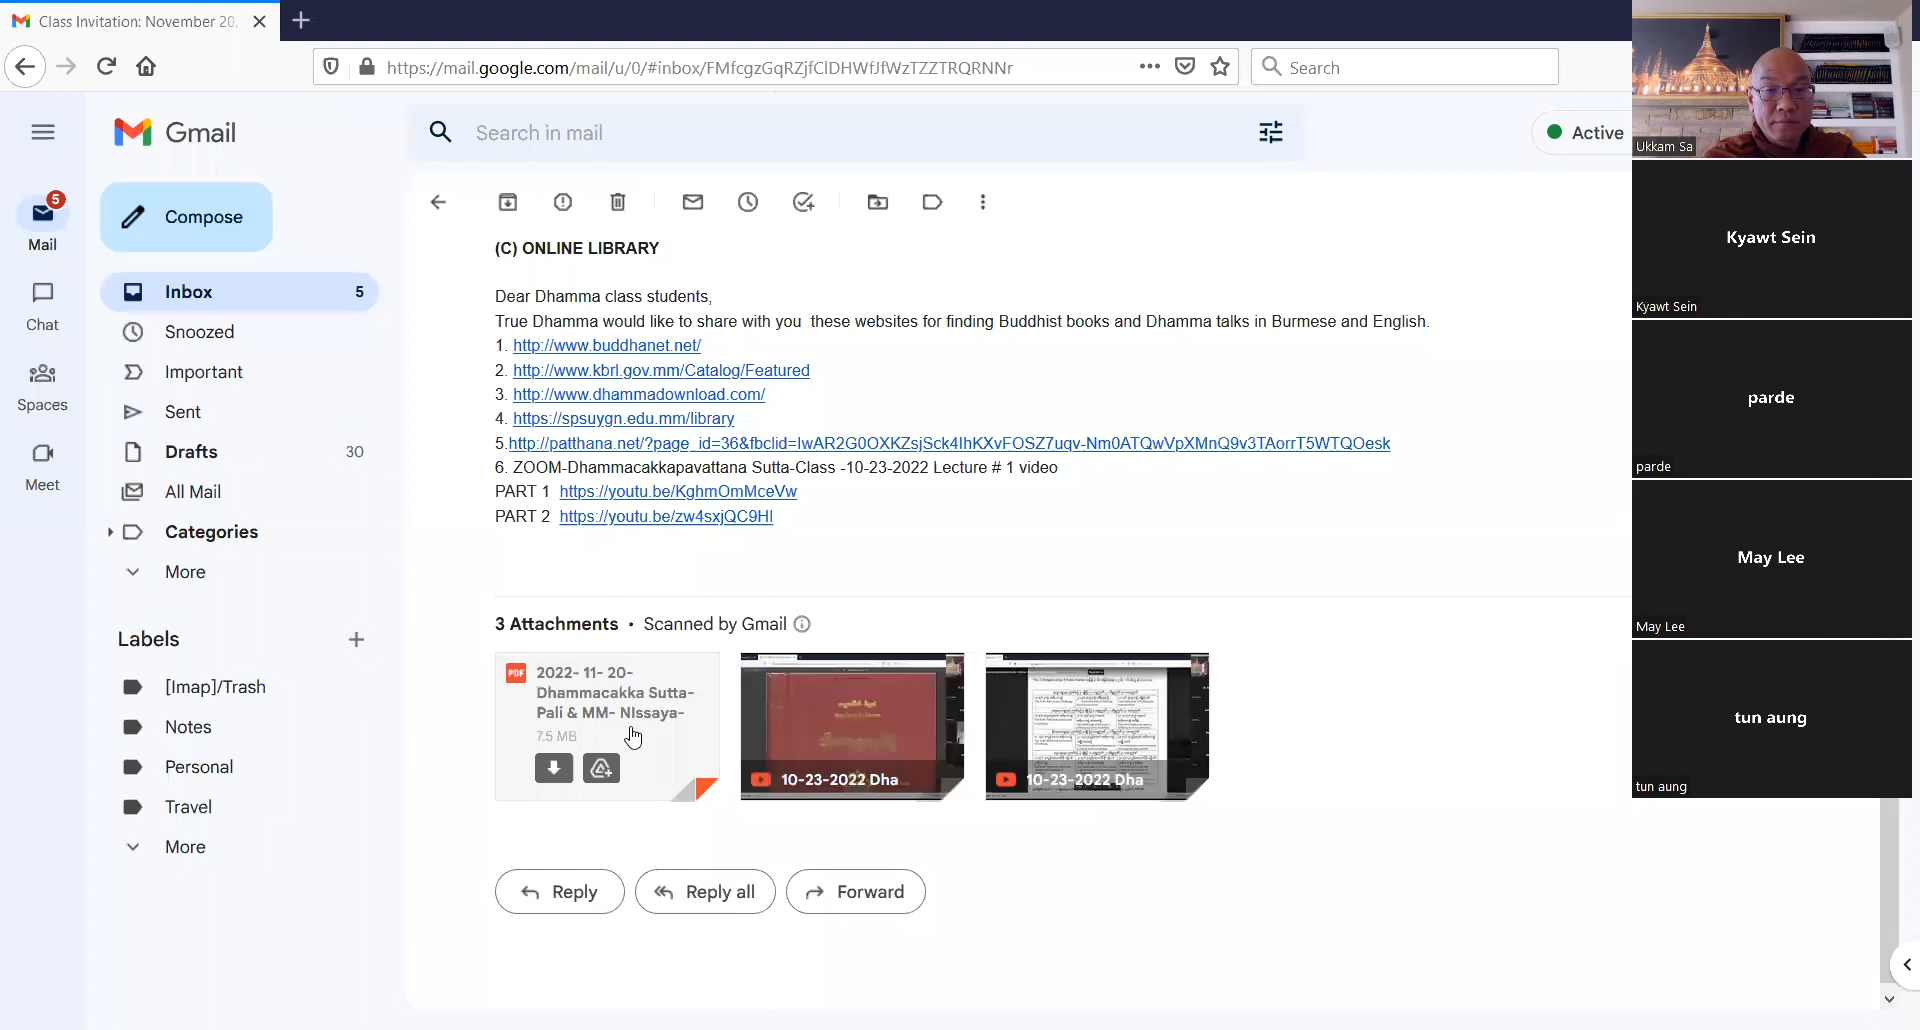 Class Invitation: November 20,
https://mail.google.com/mail/u/0/#inbox/FMfcgzGqRZjfClDHWfJfWzTZZTRQRNNr
Search
Gmail
Search in mail
Active
5
Mail
Chat
Spaces
Meet
Compose
Inbox 5
Snoozed
Important
Sent
Drafts 30
All Mail
Categories
More
Labels
[Imap]/Trash
Notes
Personal
Travel
More
(C) ONLINE LIBRARY
Dear Dhamma class students,
True Dhamma would like to share with you these websites for finding Buddhist books and Dhamma talks in Burmese and English.
1. http://www.buddhanet.net/
2. http://www.kbrl.gov.mm/Catalog/Featured
3. http://www.dhammadownload.com/
4. https://spsuygn.edu.mm/library
5.http://patthana.net/?page_id=36&fbclid=IwAR2G0OXKZsjSck4IhKXvFOSZ7uqv-Nm0ATQwVpXMnQ9v3TAorrT5WTQOesk
6. ZOOM-Dhammacakkapavattana Sutta-Class -10-23-2022 Lecture # 1 video
PART 1 https://youtu.be/KghmOmMceVw
PART 2 https://youtu.be/zw4sxjQC9HI
3 Attachments • Scanned by Gmail
PDF
2022- 11- 20-
Dhammacakka Sutta-
Pali & MM- NIssaya-
7.5 MB
10-23-2022 Dha
10-23-2022 Dha
Reply
Reply all
Forward
Ukkam Sa
Kyawt Sein
Kyawt Sein
parde
parde
May Lee
May Lee
tun aung
tun aung